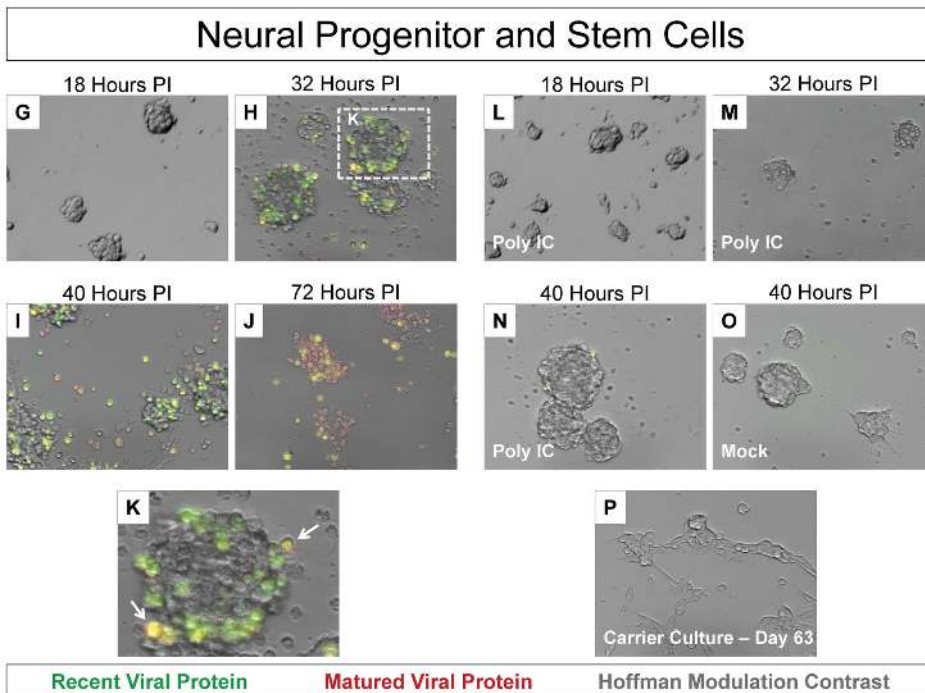 Neural Progenitor and Stem Cells
18 Hours PI
32 Hours PI
18 Hours PI
32 Hours PI
G
H
K
L
Poly IC
M
Poly IC
40 Hours PI
72 Hours PI
40 Hours PI
40 Hours PI
I
J
N
Poly IC
O
Mock
K
P
Carrier Culture – Day 63
Recent Viral Protein
Matured Viral Protein
Hoffman Modulation Contrast